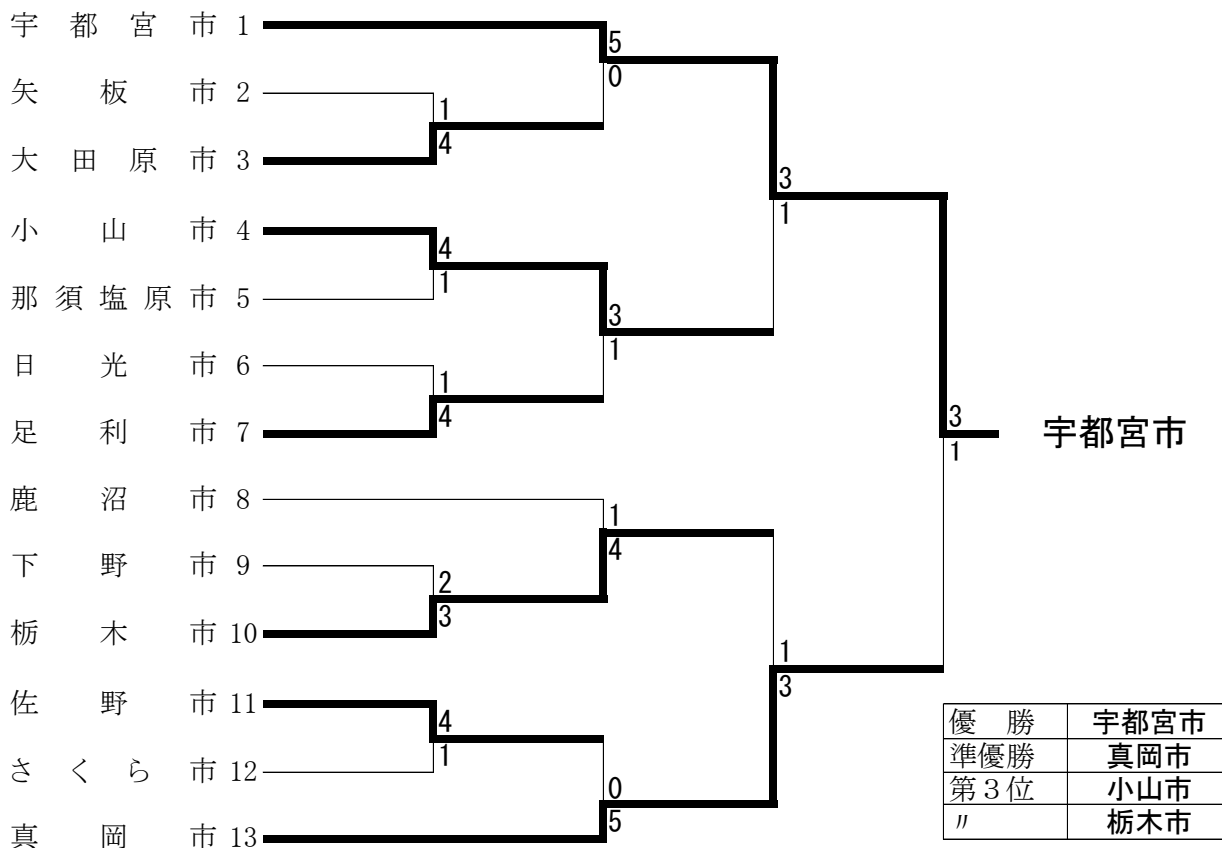 宇都宮市 1
5
0
矢板市 2
1
4
大田原市 3
3
1
小山市 4
4
1
那須塩原市 5
3
1
日光市 6
1
4
足利市 7
3
1
宇都宮市
鹿沼市 8
1
4
下野市 9
2
3
栃木市 10
1
3
佐野市 11
4
1
さくら市 12
0
5
真岡市 13
優勝 宇都宮市
準優勝 真岡市
第３位 小山市
〃 栃木市